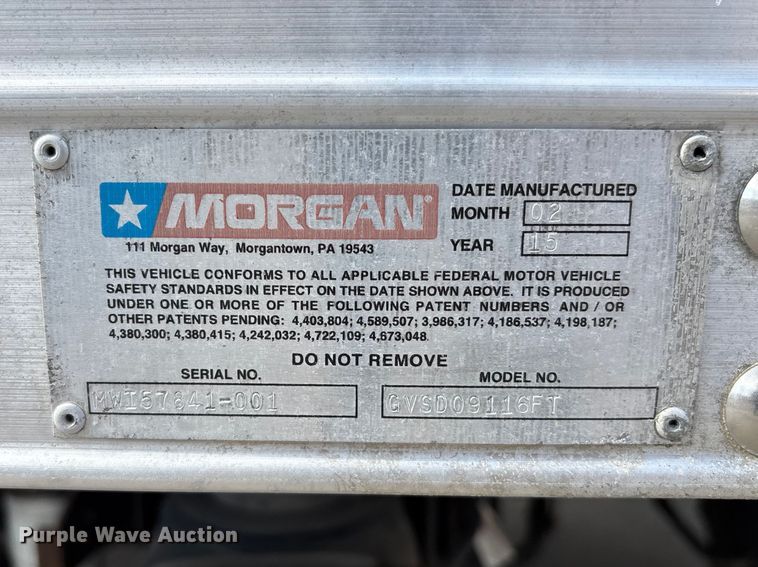 MORGAN®
111 Morgan Way, Morgantown, PA 19543
DATE MANUFACTURED
MONTH 02
YEAR 15
THIS VEHICLE CONFORMS TO ALL APPLICABLE FEDERAL MOTOR VEHICLE
SAFETY STANDARDS IN EFFECT ON THE DATE SHOWN ABOVE. IT IS PRODUCED
UNDER ONE OR MORE OF THE FOLLOWING PATENT NUMBERS AND / OR
OTHER PATENTS PENDING: 4,403,804; 4,589,507; 3,986,317; 4,186,537; 4,198,187;
4,380,300; 4,380,415; 4,242,032; 4,722,109; 4,673,048
DO NOT REMOVE
SERIAL NO. MODEL NO.
MWI57841-001 GVSD09116FT
Purple Wave Auction